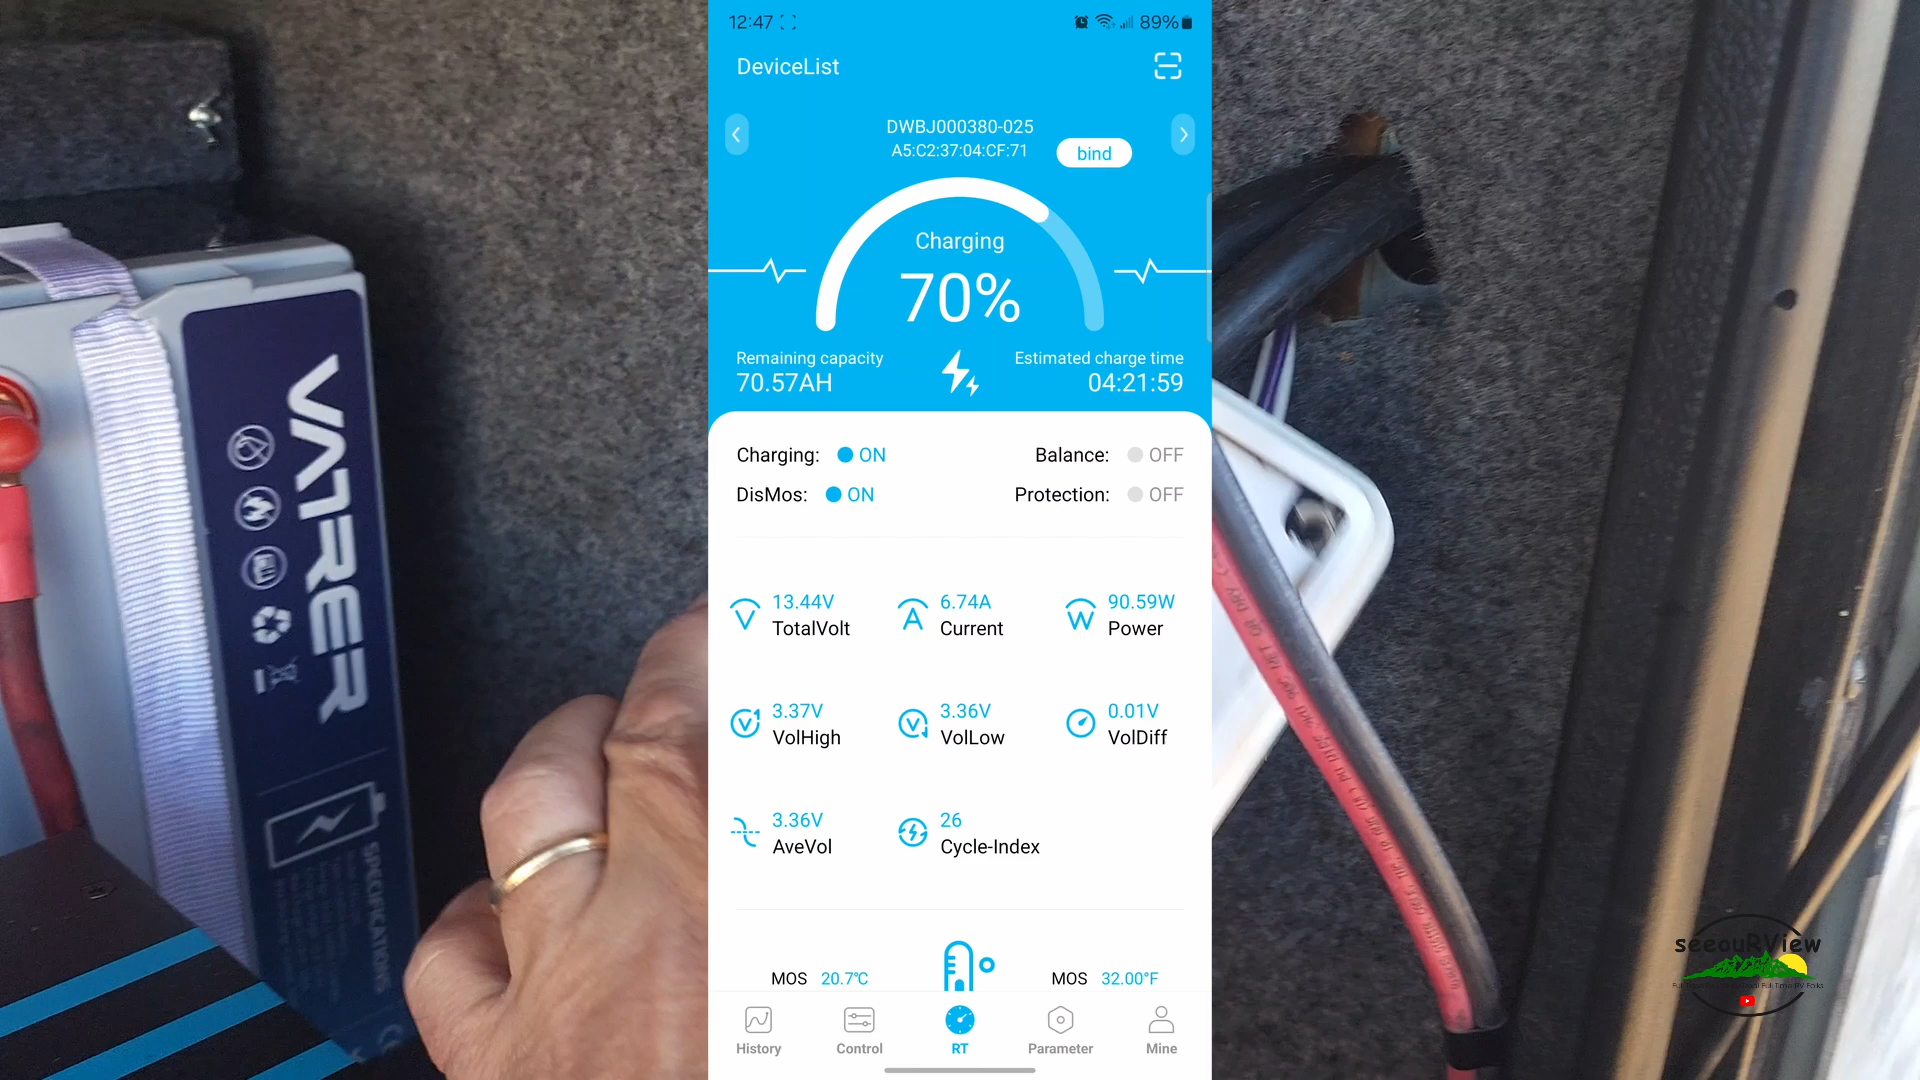 12:47
89%
DeviceList
DWBJ000380-025
A5:C2:37:04:CF:71
bind
Charging
70%
Remaining capacity
70.57AH
Estimated charge time
04:21:59
Charging: ON
Balance: OFF
DisMos: ON
Protection: OFF
13.44V
TotalVolt
6.74A
Current
90.59W
Power
3.37V
VolHigh
3.36V
VolLow
0.01V
VolDiff
3.36V
AveVol
26
Cycle-Index
MOS 20.7℃
MOS 32.00°F
History
Control
RT
Parameter
Mine
VATRER
SPECIFICATIONS
seeouRView